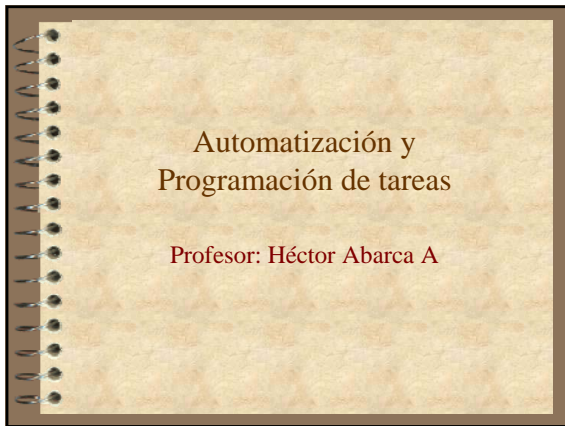 Automatización y
Programación de tareas
Profesor: Héctor Abarca A